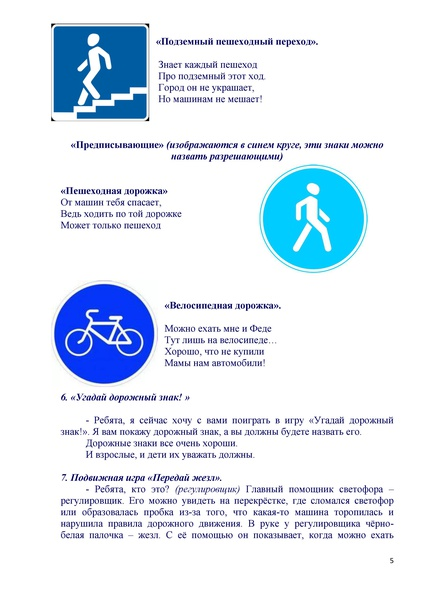 «Подземный пешеходный переход».
Знает каждый пешеход
Про подземный этот ход.
Город он не украшает,
Но машинам не мешает!
«Предписывающие» (изображаются в синем круге, эти знаки можно
назвать разрешающими)
«Пешеходная дорожка»
От машин тебя спасает,
Ведь ходить по той дорожке
Может только пешеход
«Велосипедная дорожка».
Можно ехать мне и Феде
Тут лишь на велосипеде…
Хорошо, что не купили
Мамы нам автомобили!
6. «Угадай дорожный знак! »
- Ребята, я сейчас хочу с вами поиграть в игру «Угадай дорожный
знак!». Я вам покажу дорожный знак, а вы должны будете назвать его.
Дорожные знаки все очень хороши.
И взрослые, и дети их уважать должны.
7. Подвижная игра «Передай жезл».
- Ребята, кто это? (регулировщик) Главный помощник светофора –
регулировщик. Его можно увидеть на перекрёстке, где сломался светофор
или образовалась пробка из-за того, что какая-то машина торопилась и
нарушила правила дорожного движения. В руке у регулировщика чёрно-
белая палочка – жезл. С её помощью он показывает, когда можно ехать
5